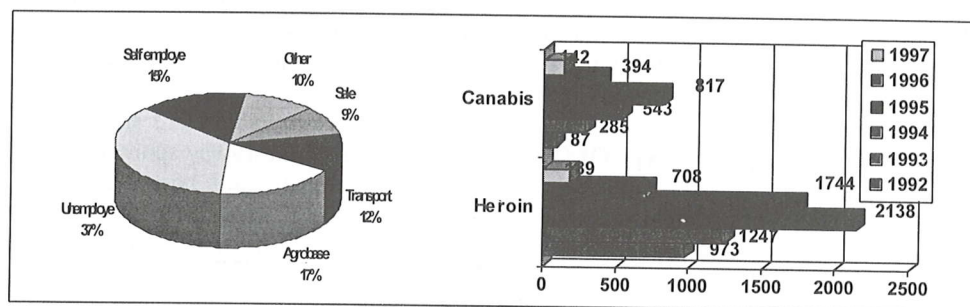 Self employe
15%
Other
10%
Sale
9%
Transport
12%
Agrobase
17%
Unemploye
37%
Canabis
142
394
817
543
285
87
Heroin
708
1744
2138
1247
973
0 500 1000 1500 2000 2500
1997
1996
1995
1994
1993
1992